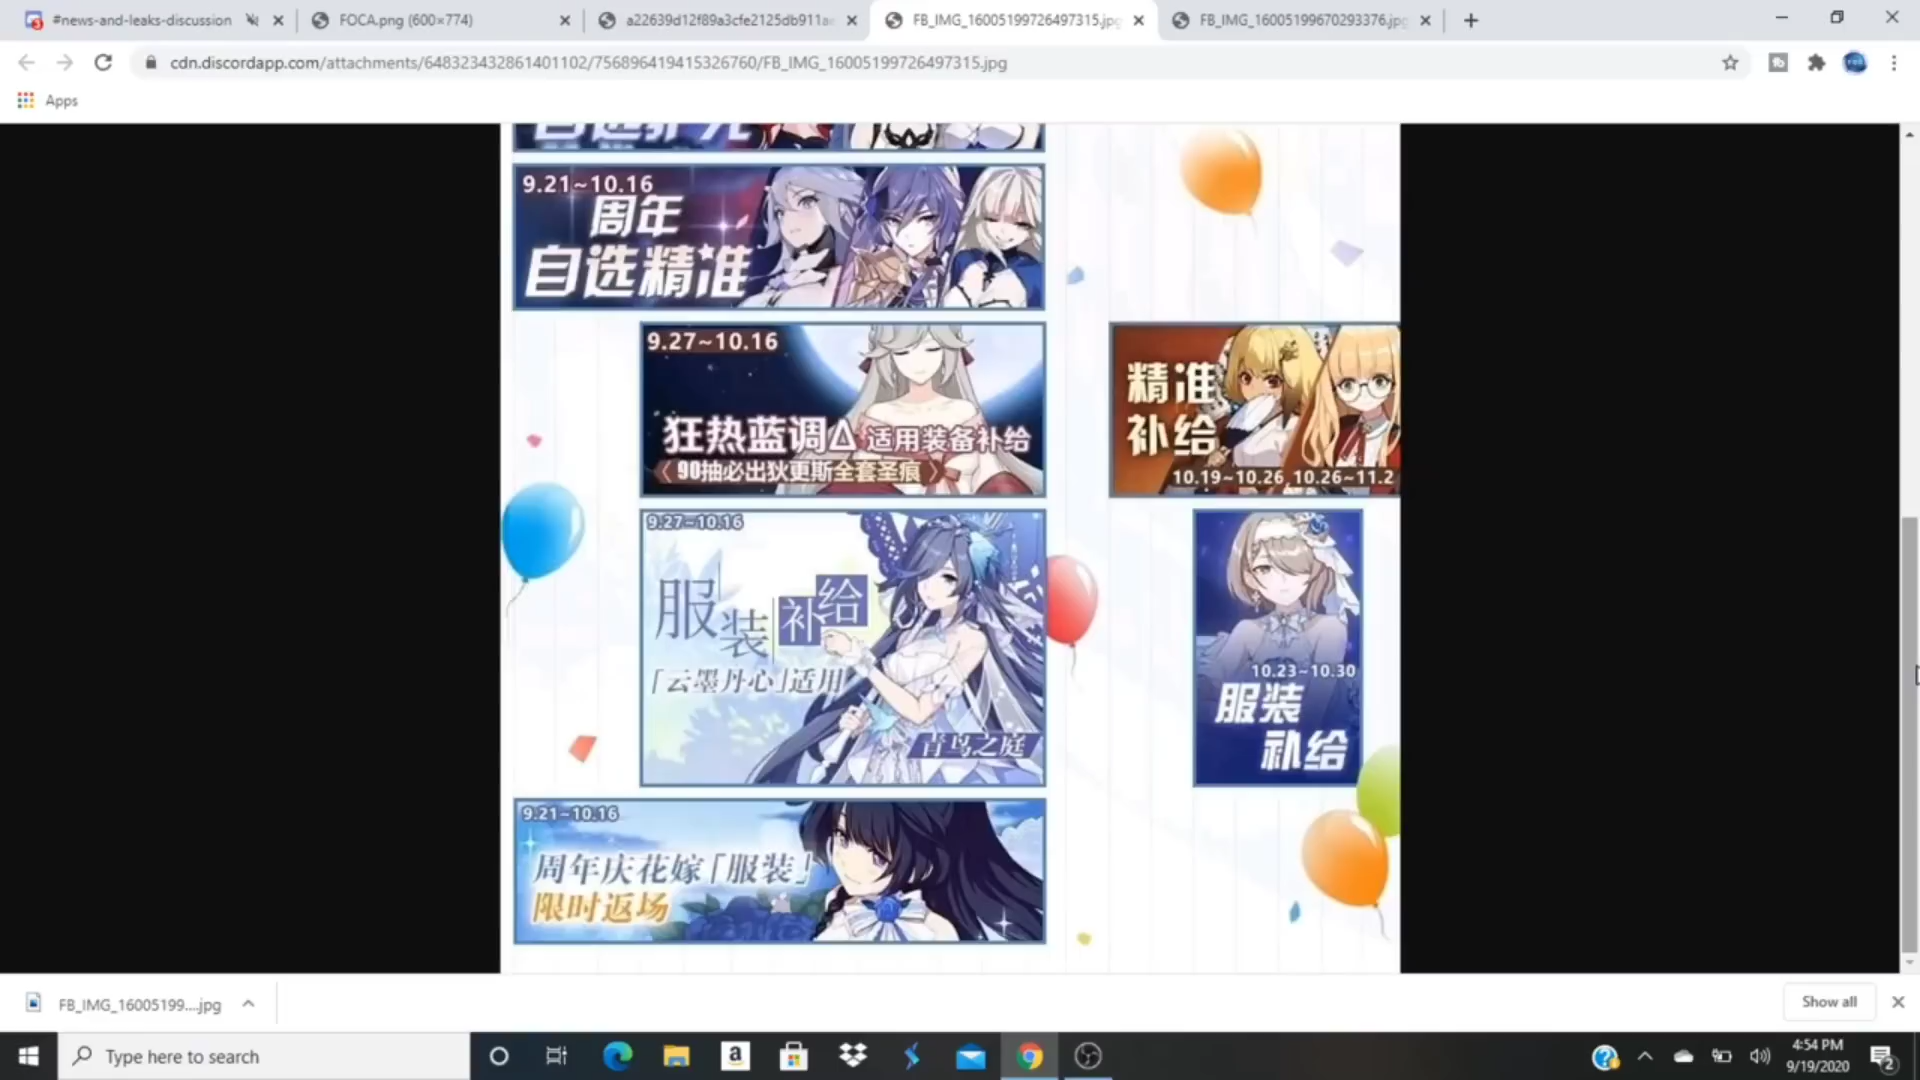 #news-and-leaks-discussion
FOCA.png (600×774)
a22639d12f89a3cfe2125db911a
FB_IMG_16005199726497315.jpg
FB_IMG_16005199670293376.jpg
cdn.discordapp.com/attachments/648323432861401102/756896419415326760/FB_IMG_16005199726497315.jpg
Apps
9.21~10.16
周年
自选精准
9.27~10.16
狂热蓝调Δ 适用装备补给
《90抽必出狄更斯全套圣痕》
精准
补给
10.19~10.26 10.26~11.2
9.27~10.16
服装补给
「云墨丹心」适用
青鸟之庭
10.23~10.30
服装
补给
9.21~10.16
周年庆花嫁「服装」
限时返场
FB_IMG_16005199....jpg
Show all
Type here to search
4:54 PM
9/19/2020
2